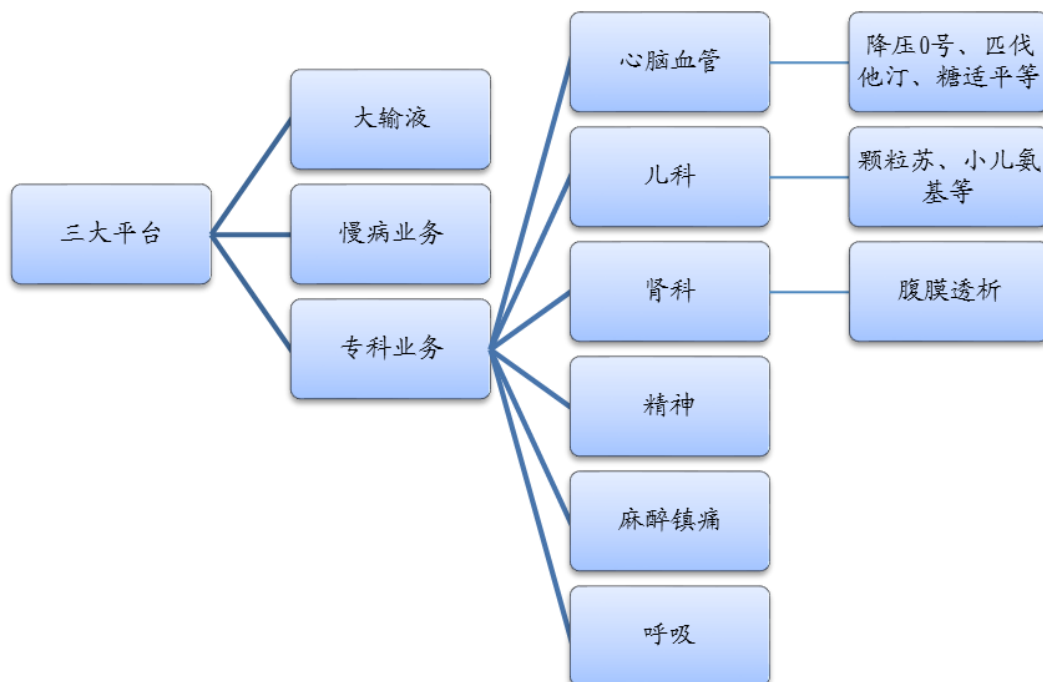 三大平台
大输液
慢病业务
专科业务
心脑血管
儿科
肾科
精神
麻醉镇痛
呼吸
降压0号、匹伐
他汀、糖适平等
颗粒苏、小儿氨
基等
腹膜透析